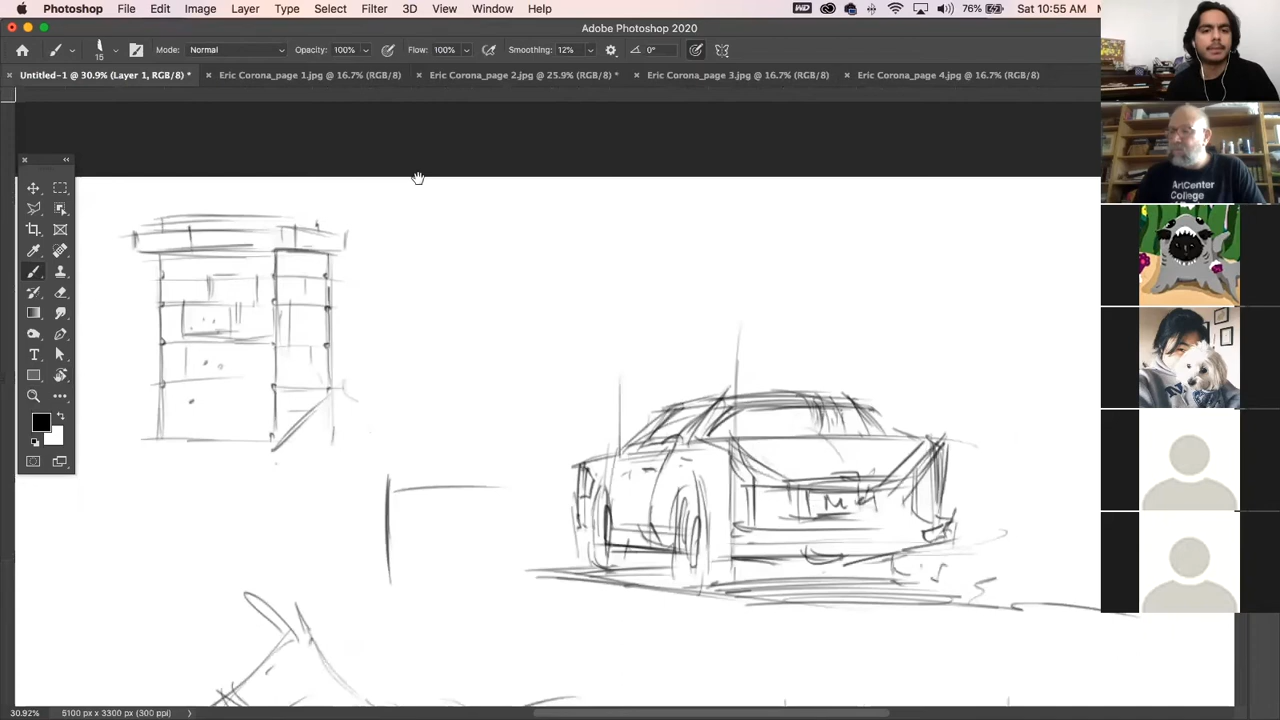 Photoshop File Edit Image Layer Type Select Filter 3D View Window Help 76% Sat 10:55 AM
Adobe Photoshop 2020
15 Mode: Normal Opacity: 100% Flow: 100% Smoothing: 12% 0°
Untitled-1 @ 30.9% (Layer 1, RGB/8) * Eric Corona_page 1.jpg @ 16.7% (RGB/8) Eric Corona_page 2.jpg @ 25.9% (RGB/8) * Eric Corona_page 3.jpg @ 16.7% (RGB/8) Eric Corona_page 4.jpg @ 16.7% (RGB/8)
ArtCenter
College
30.92% 5100 px x 3300 px (300 ppi)